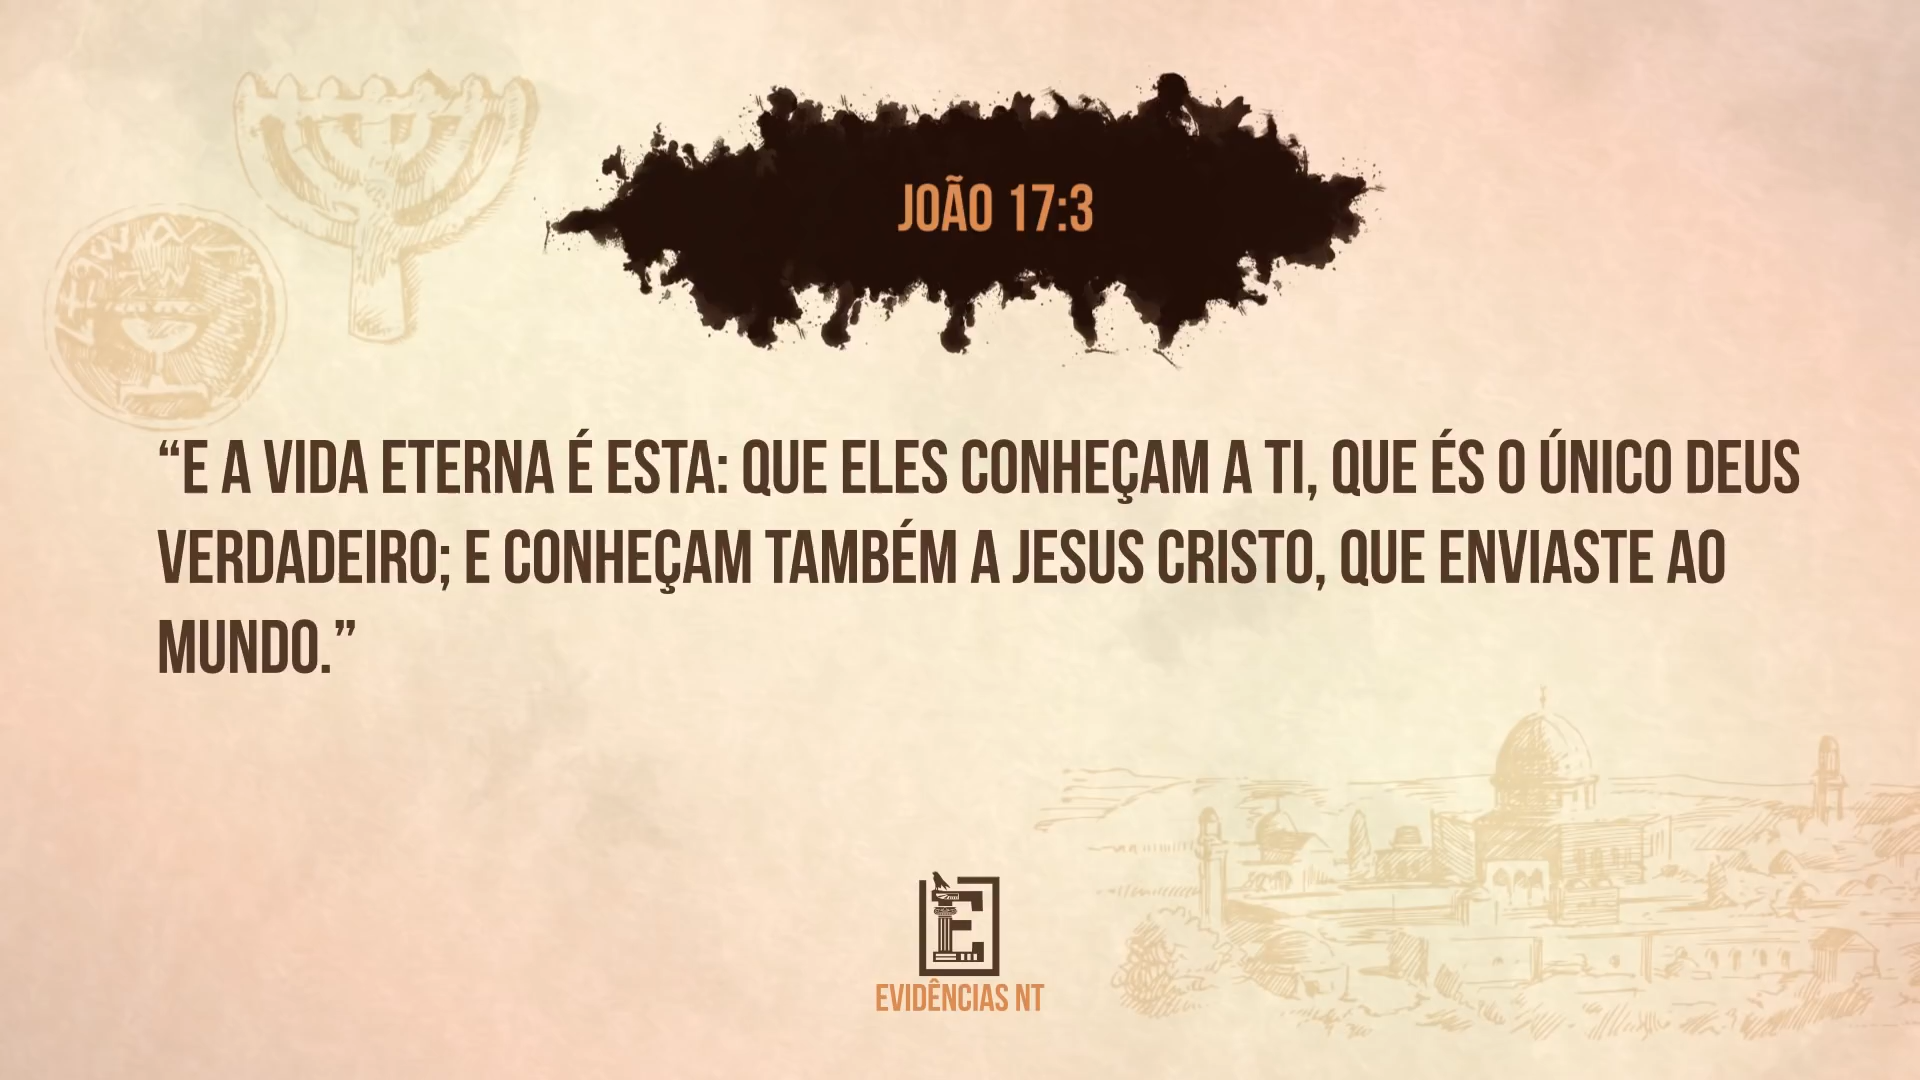 JOÃO 17:3
“E A VIDA ETERNA É ESTA: QUE ELES CONHEÇAM A TI, QUE ÉS O ÚNICO DEUS
VERDADEIRO; E CONHEÇAM TAMBÉM A JESUS CRISTO, QUE ENVIASTE AO
MUNDO.”
E
EVIDÊNCIAS NT